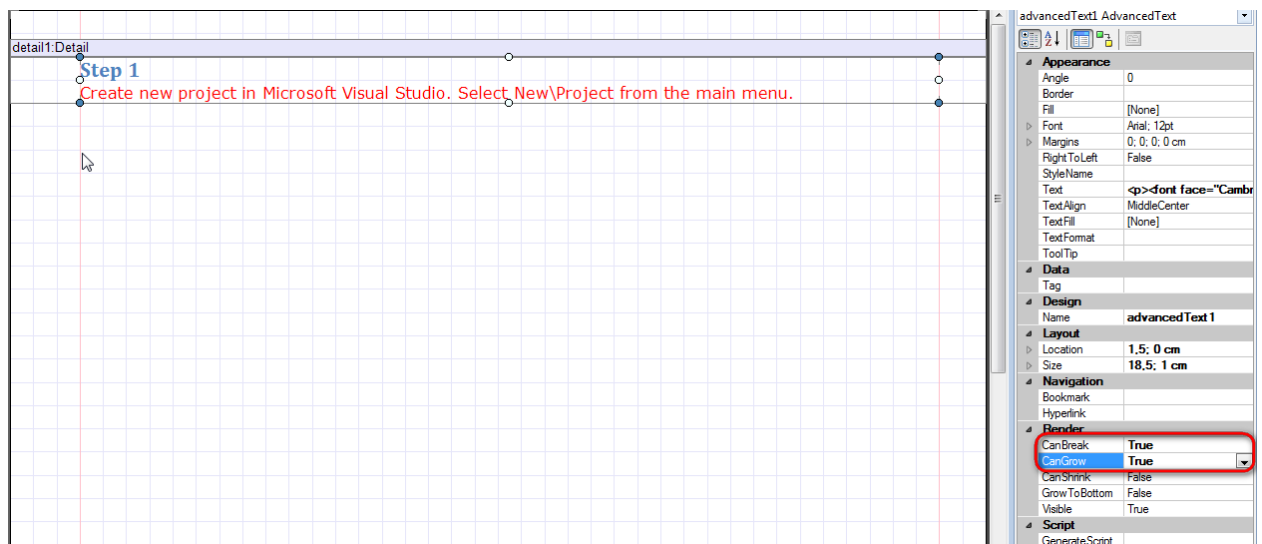 detail1:Detail
Step 1
Create new project in Microsoft Visual Studio. Select New\Project from the main menu.
advancedText1 AdvancedText
Appearance
Angle 0
Border
Fill [None]
Font Arial; 12pt
Margins 0; 0; 0; 0 cm
RightToLeft False
StyleName
Text <p><font face="Cambr
TextAlign MiddleCenter
TextFill [None]
TextFormat
ToolTip
Data
Tag
Design
Name advancedText1
Layout
Location 1,5; 0 cm
Size 18,5; 1 cm
Navigation
Bookmark
Hyperlink
Render
CanBreak True
CanGrow True
CanShrink False
GrowToBottom False
Visible True
Script
GenerateScript